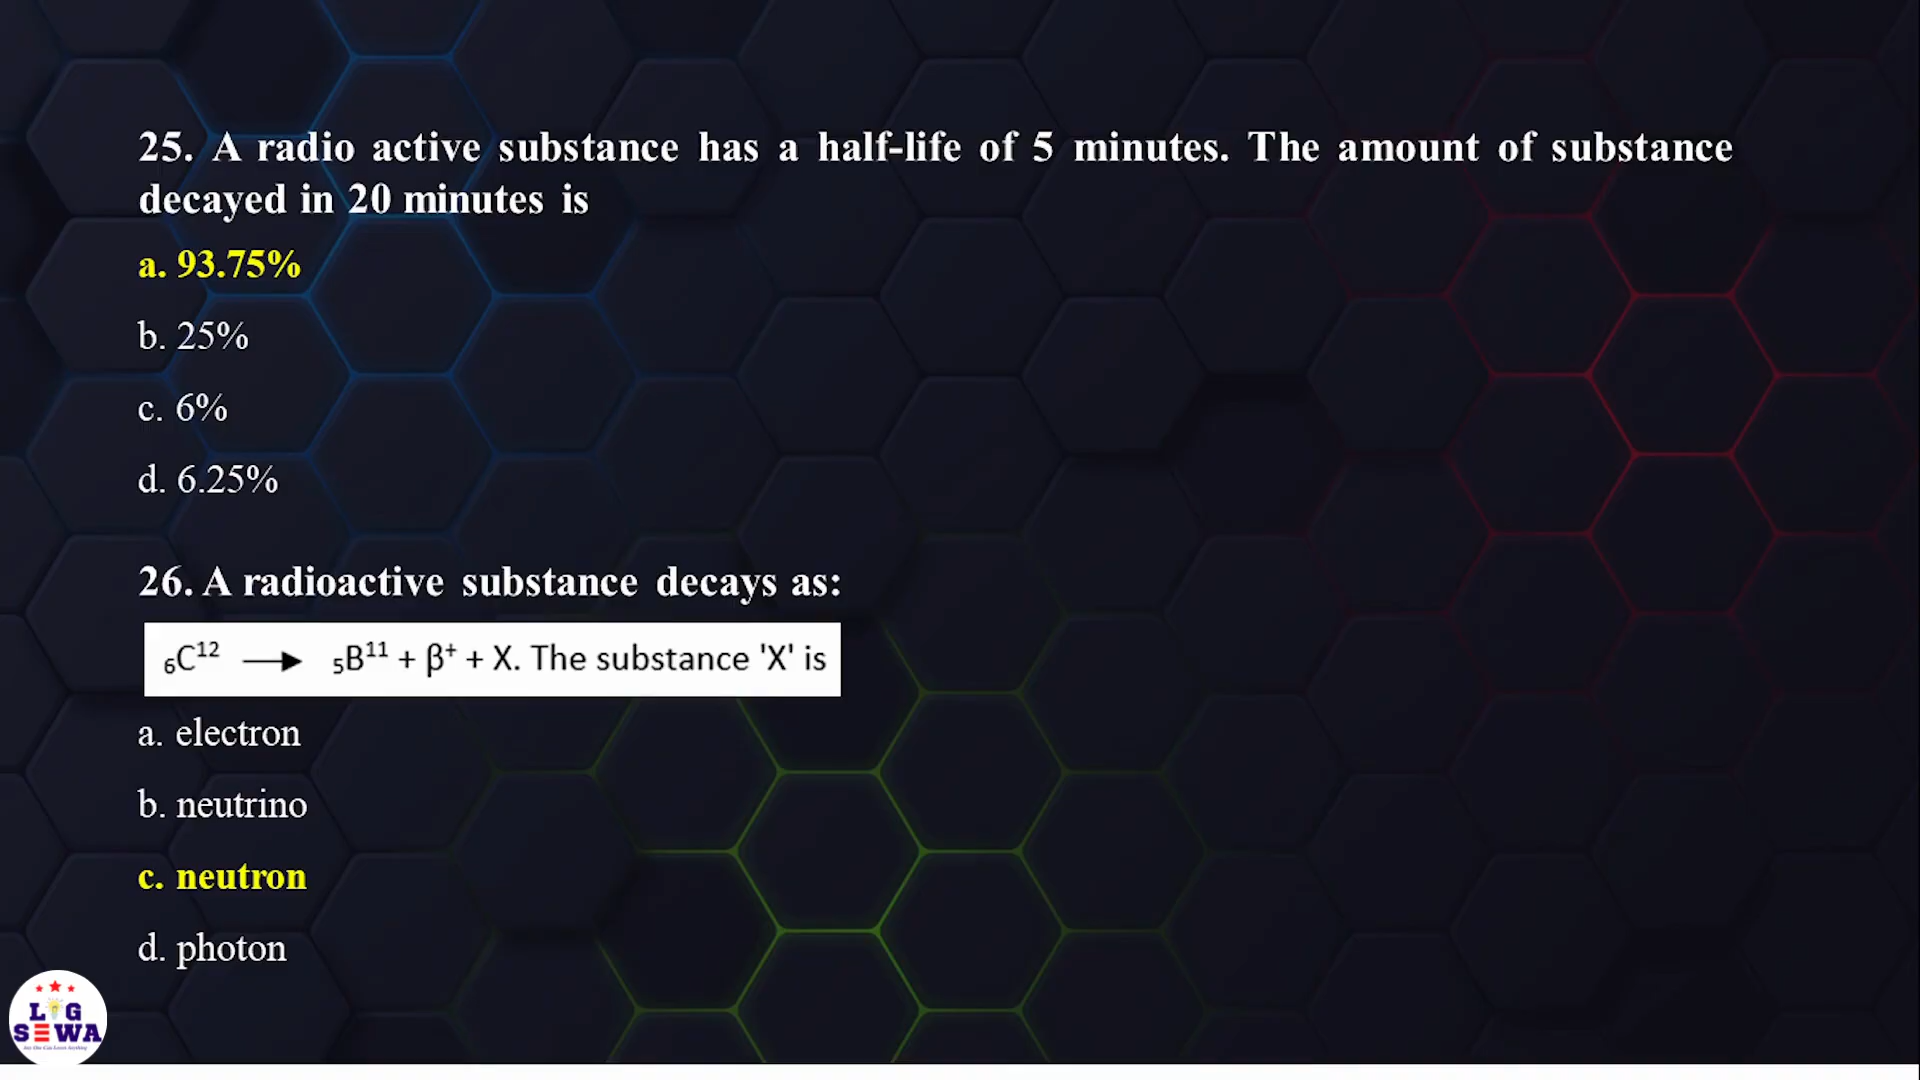 25. A radio active substance has a half-life of 5 minutes. The amount of substance
decayed in 20 minutes is
a. 93.75%
b. 25%
c. 6%
d. 6.25%
26. A radioactive substance decays as:
₆C¹² ⟶ ₅B¹¹ + β⁺ + X. The substance 'X' is
a. electron
b. neutrino
c. neutron
d. photon
LG
SEWA